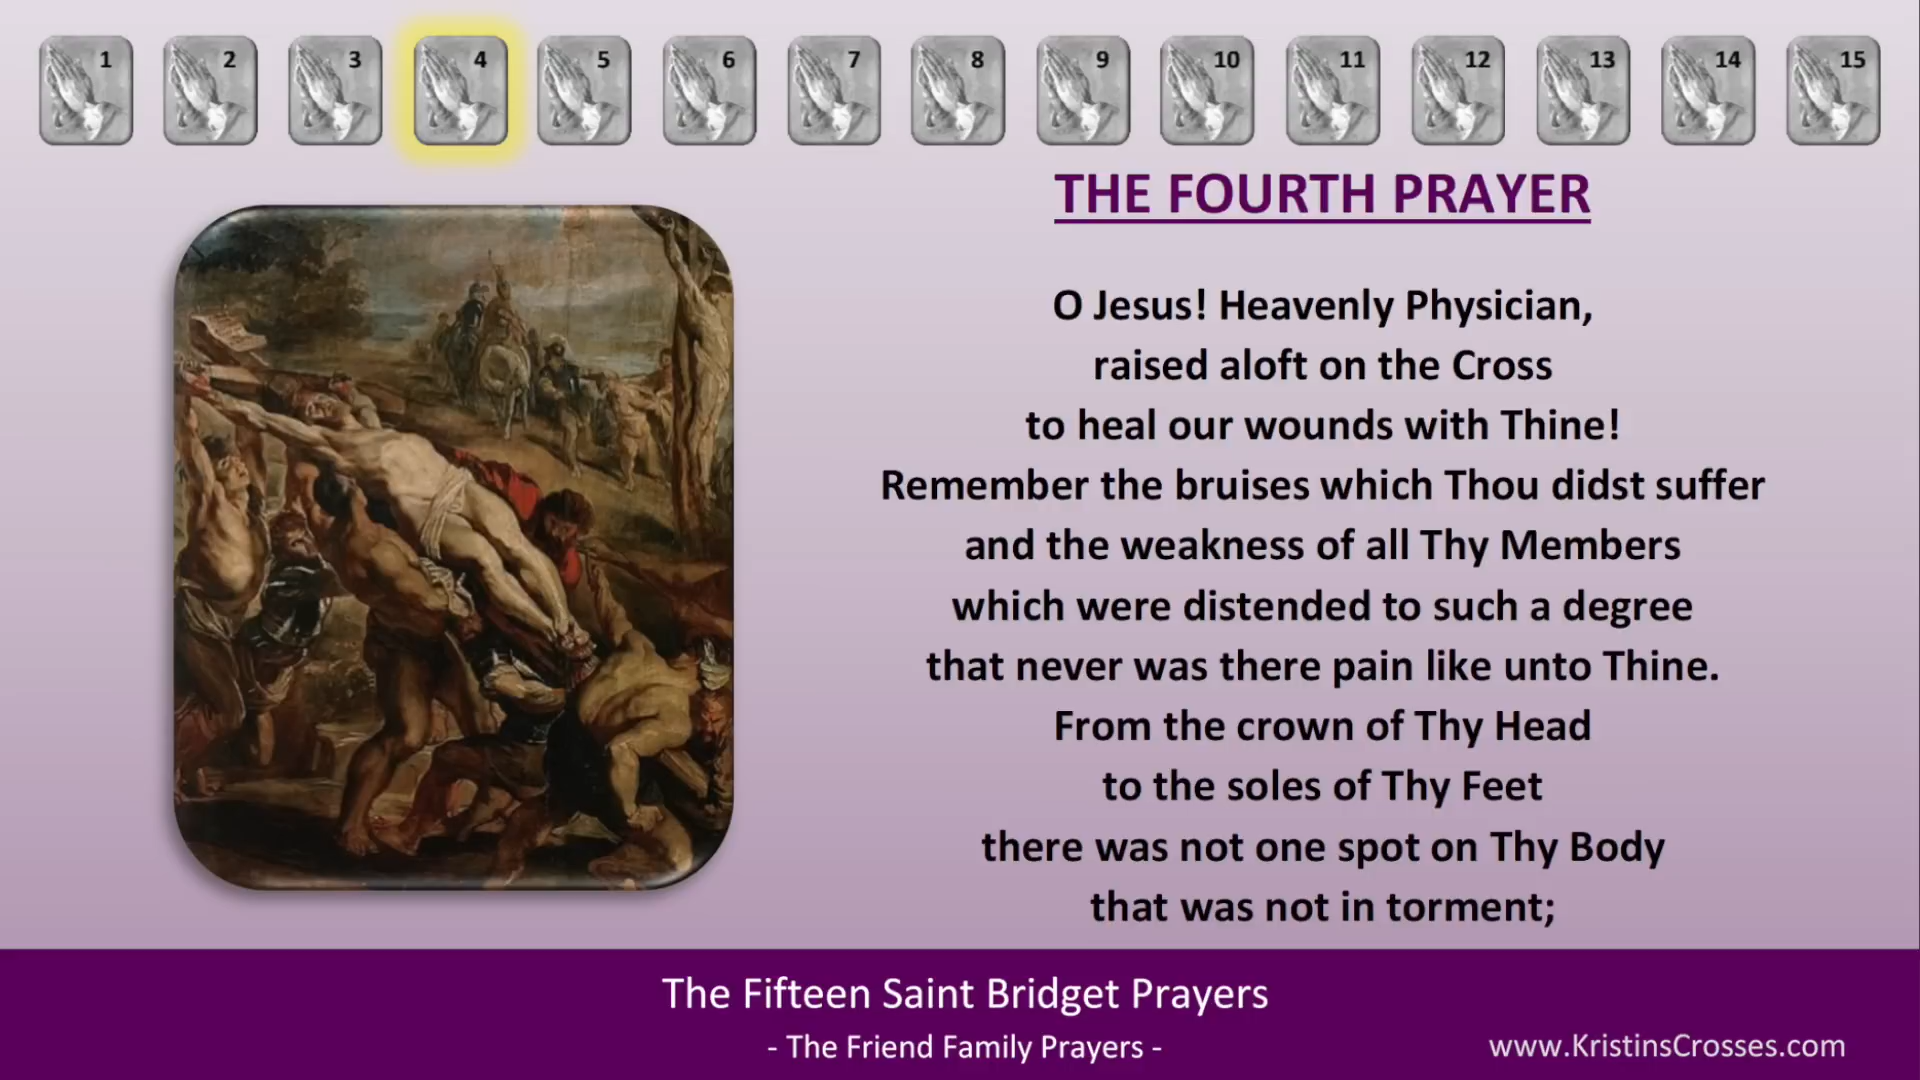 1 2 3 4 5 6 7 8 9 10 11 12 13 14 15
THE FOURTH PRAYER
O Jesus! Heavenly Physician,
raised aloft on the Cross
to heal our wounds with Thine!
Remember the bruises which Thou didst suffer
and the weakness of all Thy Members
which were distended to such a degree
that never was there pain like unto Thine.
From the crown of Thy Head
to the soles of Thy Feet
there was not one spot on Thy Body
that was not in torment;
The Fifteen Saint Bridget Prayers
- The Friend Family Prayers -
www.KristinsCrosses.com